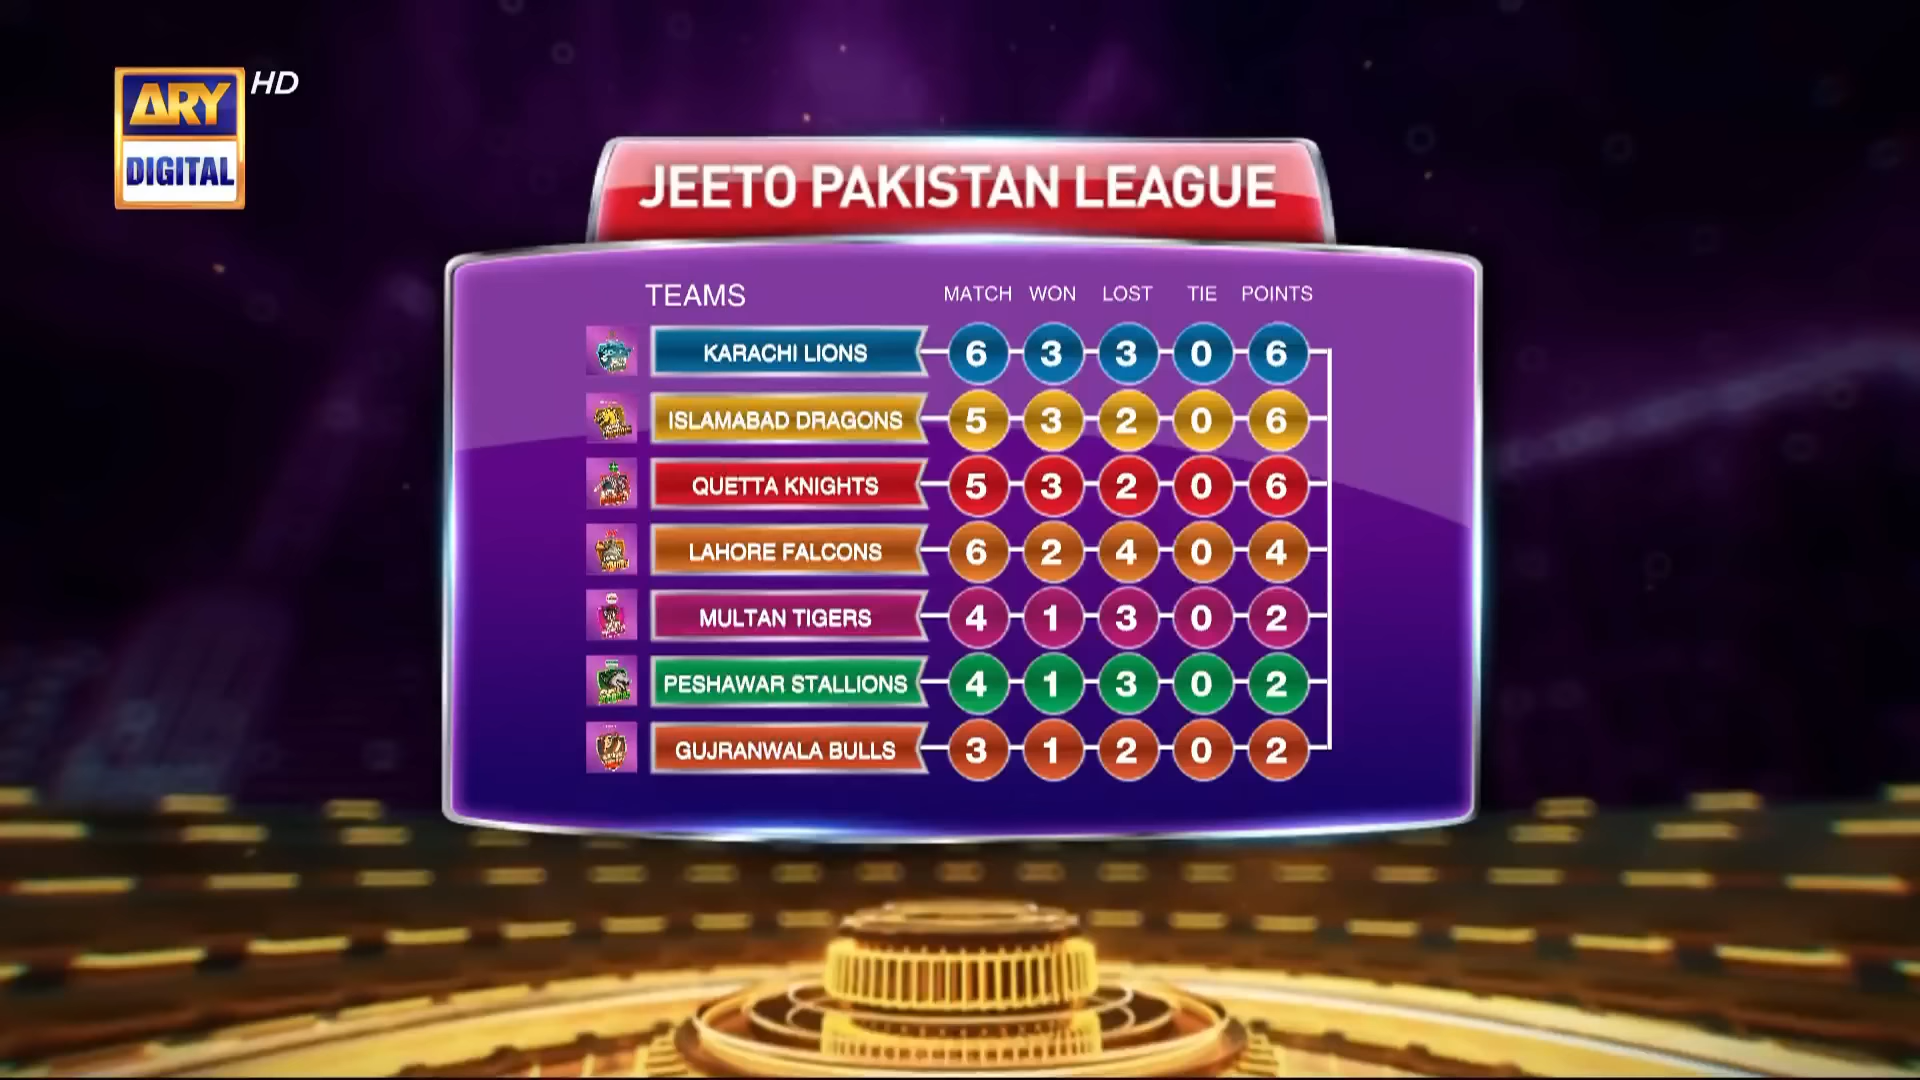 ARY HD
DIGITAL
JEETO PAKISTAN LEAGUE
TEAMS MATCH WON LOST TIE POINTS
KARACHI LIONS 6 3 3 0 6
ISLAMABAD DRAGONS 5 3 2 0 6
QUETTA KNIGHTS 5 3 2 0 6
LAHORE FALCONS 6 2 4 0 4
MULTAN TIGERS 4 1 3 0 2
PESHAWAR STALLIONS 4 1 3 0 2
GUJRANWALA BULLS 3 1 2 0 2